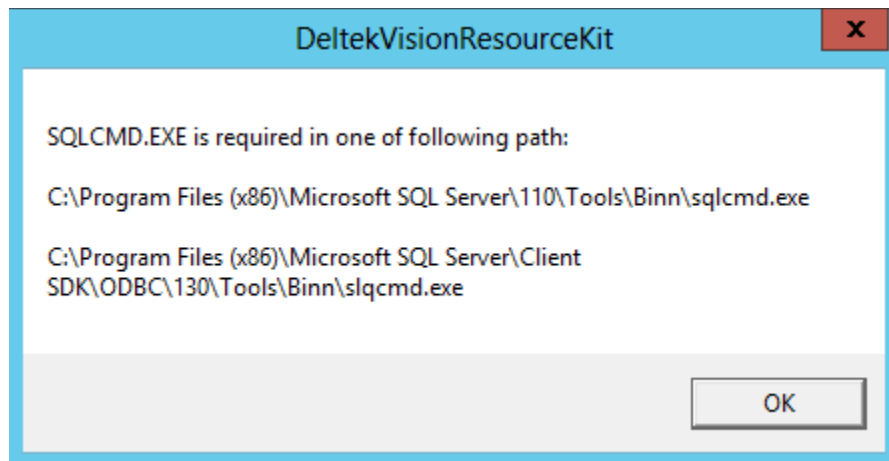 DeltekVisionResourceKit
x
SQLCMD.EXE is required in one of following path:
C:\Program Files (x86)\Microsoft SQL Server\110\Tools\Binn\sqlcmd.exe
C:\Program Files (x86)\Microsoft SQL Server\Client
SDK\ODBC\130\Tools\Binn\slqcmd.exe
OK